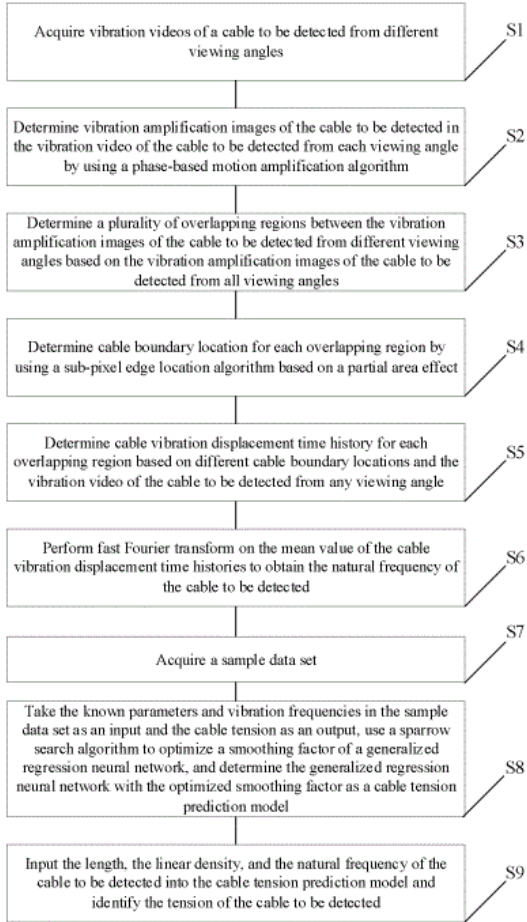 Acquire vibration videos of a cable to be detected from different
viewing angles
S1
Determine vibration amplification images of the cable to be detected in
the vibration video of the cable to be detected from each viewing angle
by using a phase-based motion amplification algorithm
S2
Determine a plurality of overlapping regions between the vibration
amplification images of the cable to be detected from different viewing
angles based on the vibration amplification images of the cable to be
detected from all viewing angles
S3
Determine cable boundary location for each overlapping region by
using a sub-pixel edge location algorithm based on a partial area effect
S4
Determine cable vibration displacement time history for each
overlapping region based on different cable boundary locations and the
vibration video of the cable to be detected from any viewing angle
S5
Perform fast Fourier transform on the mean value of the cable
vibration displacement time histories to obtain the natural frequency of
the cable to be detected
S6
Acquire a sample data set
S7
Take the known parameters and vibration frequencies in the sample
data set as an input and the cable tension as an output, use a sparrow
search algorithm to optimize a smoothing factor of a generalized
regression neural network, and determine the generalized regression
neural network with the optimized smoothing factor as a cable tension
prediction model
S8
Input the length, the linear density, and the natural frequency of the
cable to be detected into the cable tension prediction model and
identify the tension of the cable to be detected
S9